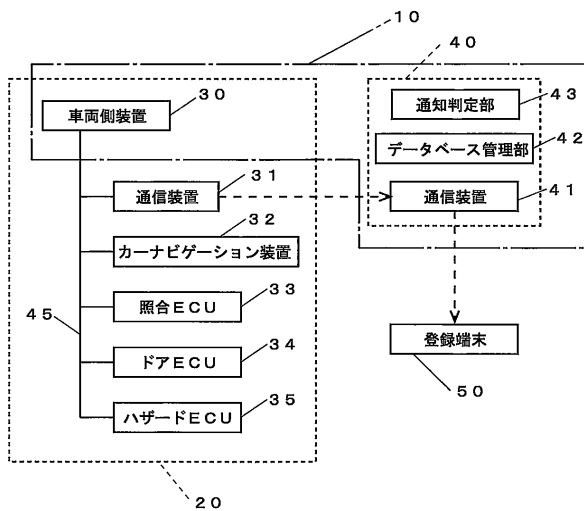 10
40
30
車両側装置
通知判定部
43
データベース管理部
42
31
通信装置
通信装置
41
32
カーナビゲーション装置
33
照合ECU
45
34
ドアECU
登録端末
50
35
ハザードECU
20